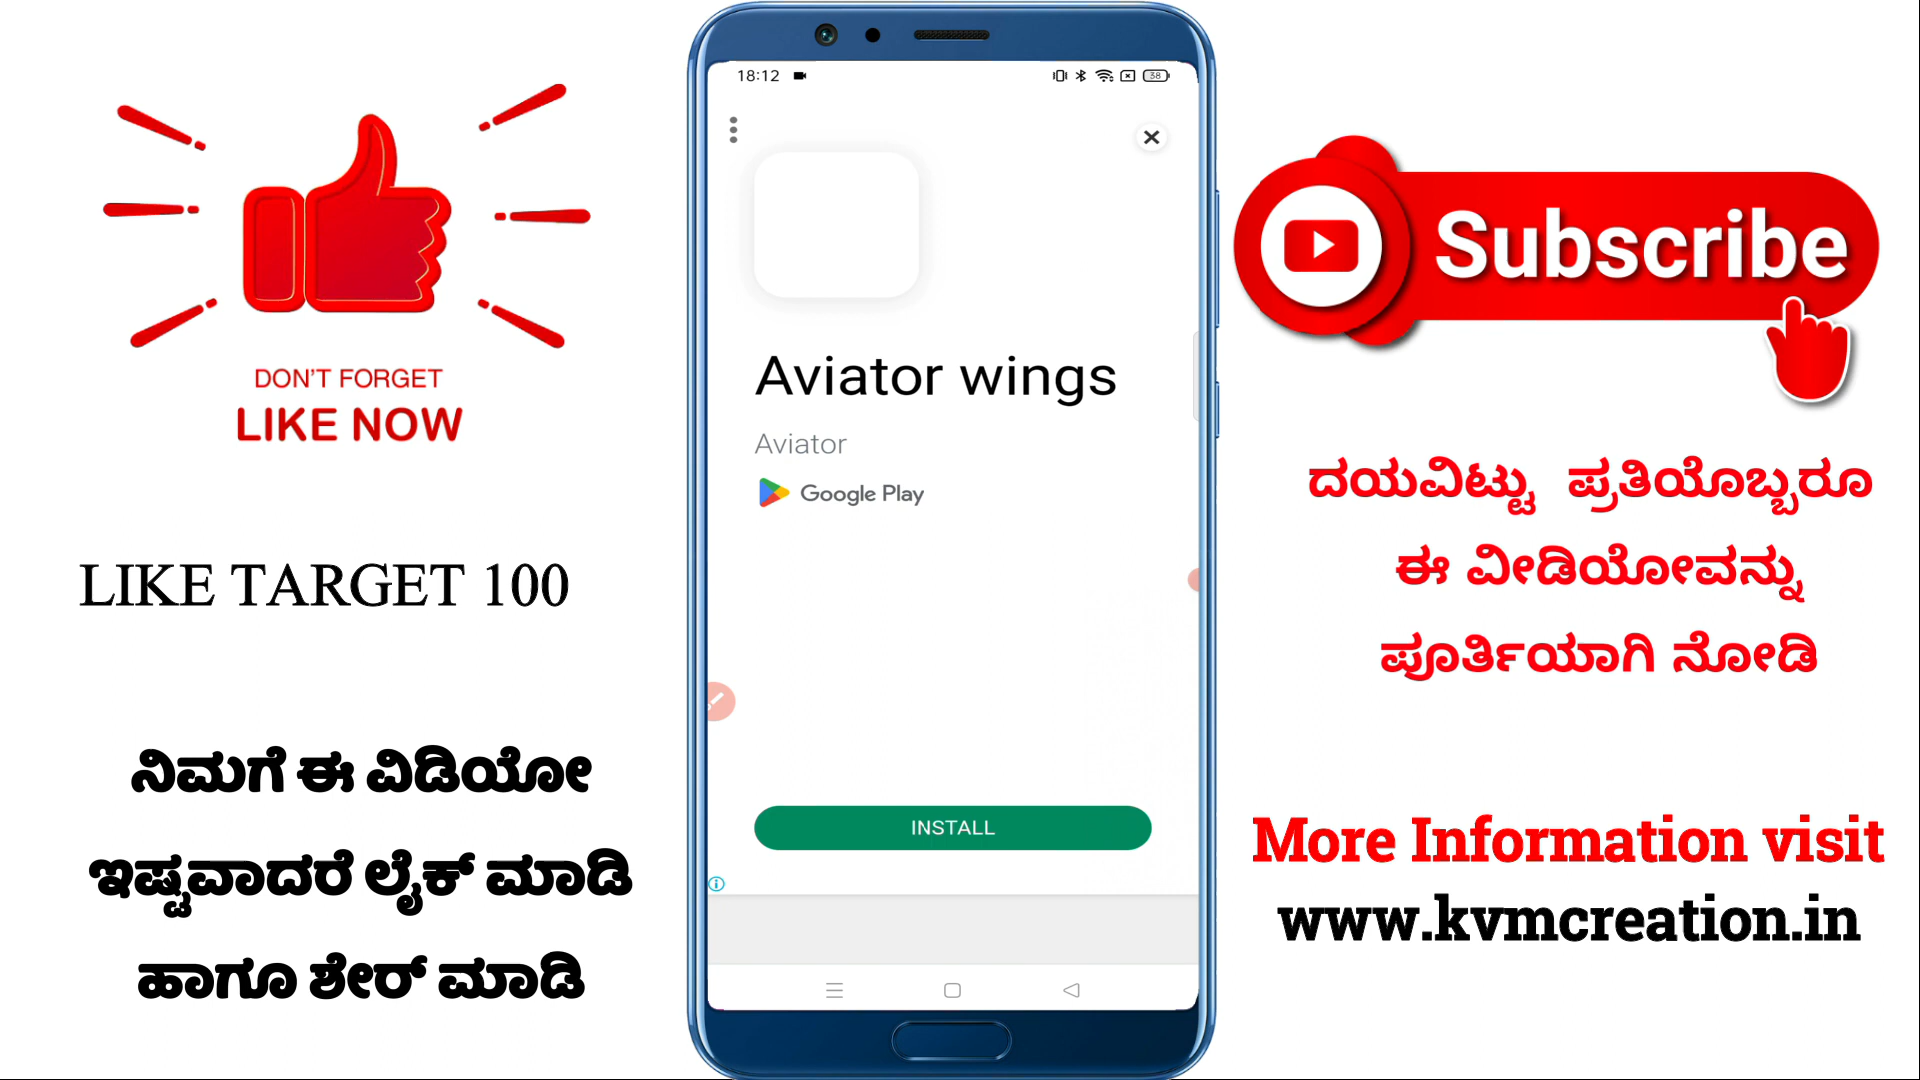 DON'T FORGET
LIKE NOW
LIKE TARGET 100
ನಿಮಗೆ ಈ ವಿಡಿಯೋ
ಇಷ್ಟವಾದರೆ ಲೈಕ್ ಮಾಡಿ
ಹಾಗೂ ಶೇರ್ ಮಾಡಿ
18:12
38
Aviator wings
Aviator
Google Play
INSTALL
Subscribe
ದಯವಿಟ್ಟು ಪ್ರತಿಯೊಬ್ಬರೂ
ಈ ವೀಡಿಯೋವನ್ನು
ಪೂರ್ತಿಯಾಗಿ ನೋಡಿ
More Information visit
www.kvmcreation.in